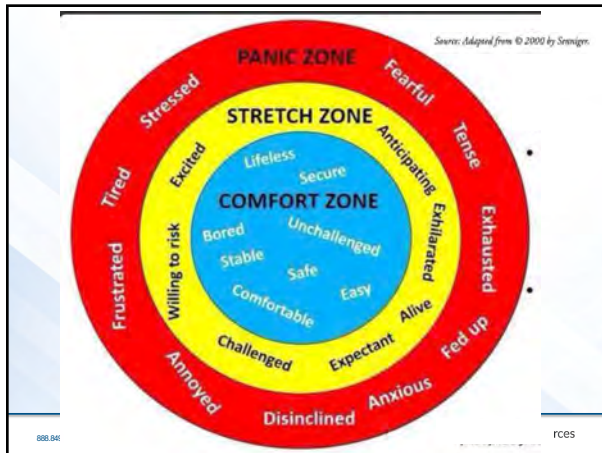 Source: Adapted from © 2000 by Senniger.
PANIC ZONE
Stressed
Fearful
Tired
Tense
Frustrated
Exhausted
Annoyed
Fed up
Disinclined
Anxious
STRETCH ZONE
Excited
Anticipating
Willing to risk
Exhilarated
Challenged
Expectant
Alive
Lifeless
Secure
COMFORT ZONE
Bored
Unchallenged
Stable
Safe
Comfortable
Easy
rces